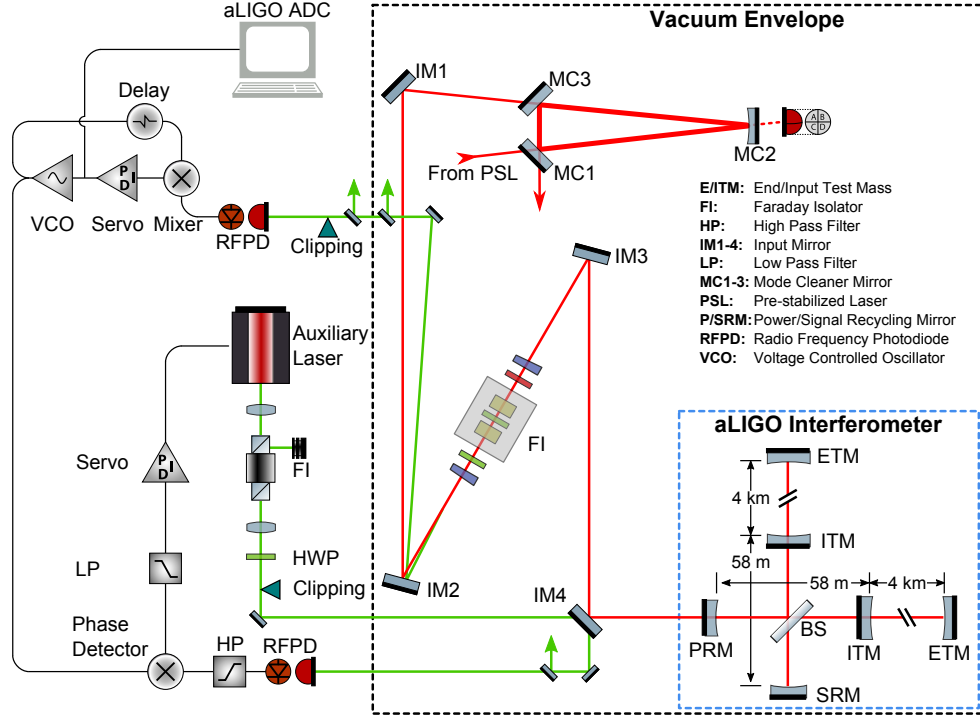 aLIGO ADC
Vacuum Envelope
IM1
MC3
Delay
A B
C D
MC2
From PSL
MC1
P I
D
VCO
Servo
Mixer
RFPD
Clipping
E/ITM: End/Input Test Mass
FI: Faraday Isolator
HP: High Pass Filter
IM1-4: Input Mirror
LP: Low Pass Filter
MC1-3: Mode Cleaner Mirror
PSL: Pre-stabilized Laser
P/SRM: Power/Signal Recycling Mirror
RFPD: Radio Frequency Photodiode
VCO: Voltage Controlled Oscillator
IM3
Auxiliary
Laser
FI
aLIGO Interferometer
ETM
Servo
P I
D
FI
4 km
ITM
HWP
LP
58 m
Clipping
IM2
IM4
58 m
4 km
Phase
Detector
HP
RFPD
PRM
BS
ITM
ETM
SRM